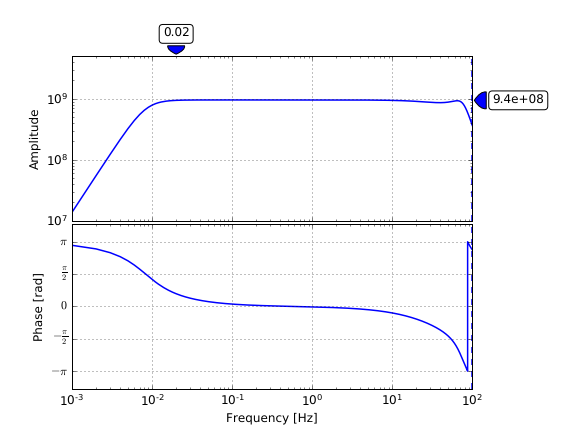 0.02
10⁹
9.4e+08
10⁸
10⁷
Amplitude
π
π/2
0
−π/2
−π
Phase [rad]
10⁻³ 10⁻² 10⁻¹ 10⁰ 10¹ 10²
Frequency [Hz]